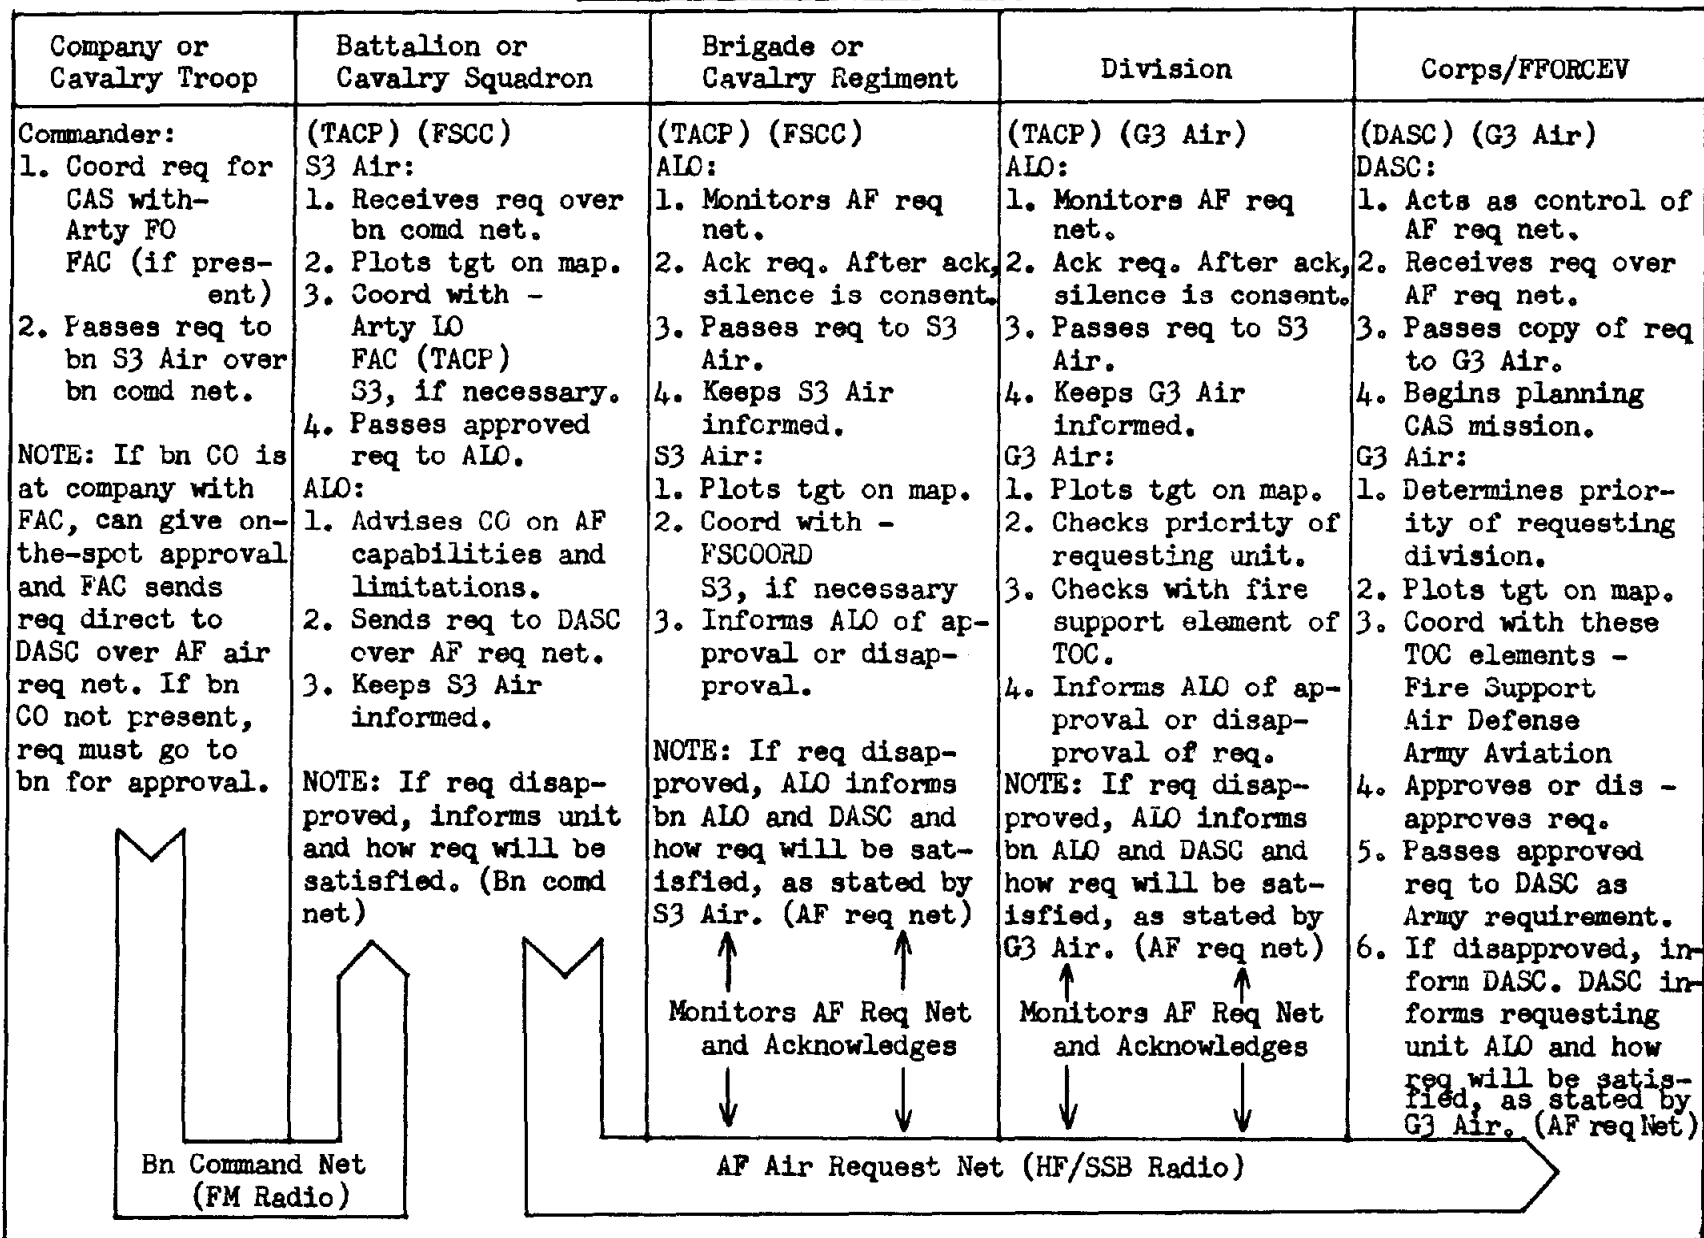 Company or
Cavalry Troop
Battalion or
Cavalry Squadron
Brigade or
Cavalry Regiment
Division
Corps/FFORCEV
Commander:
1. Coord req for
CAS with-
Arty FO
FAC (if pres-
ent)
2. Passes req to
bn S3 Air over
bn comd net.
NOTE: If bn CO is
at company with
FAC, can give on-
the-spot approval
and FAC sends
req direct to
DASC over AF air
req net. If bn
CO not present,
req must go to
bn for approval.
(TACP) (FSCC)
S3 Air:
1. Receives req over
bn comd net.
2. Plots tgt on map.
3. Coord with -
Arty LO
FAC (TACP)
S3, if necessary.
4. Passes approved
req to ALO.
ALO:
1. Advises CO on AF
capabilities and
limitations.
2. Sends req to DASC
over AF req net.
3. Keeps S3 Air
informed.
NOTE: If req disap-
proved, informs unit
and how req will be
satisfied. (Bn comd
net)
(TACP) (FSCC)
ALO:
1. Monitors AF req
net.
2. Ack req. After ack,
silence is consent.
3. Passes req to S3
Air.
4. Keeps S3 Air
informed.
S3 Air:
1. Plots tgt on map.
2. Coord with -
FSCOORD
S3, if necessary
3. Informs ALO of ap-
proval or disap-
proval.
NOTE: If req disap-
proved, ALO informs
bn ALO and DASC and
how req will be sat-
isfied, as stated by
S3 Air. (AF req net)
Monitors AF Req Net
and Acknowledges
(TACP) (G3 Air)
ALO:
1. Monitors AF req
net.
2. Ack req. After ack,
silence is consent.
3. Passes req to S3
Air.
4. Keeps G3 Air
informed.
G3 Air:
1. Plots tgt on map.
2. Checks priority of
requesting unit.
3. Checks with fire
support element of
TOC.
4. Informs ALO of ap-
proval or disap-
proval of req.
NOTE: If req disap-
proved, ALO informs
bn ALO and DASC and
how req will be sat-
isfied, as stated by
G3 Air. (AF req net)
Monitors AF Req Net
and Acknowledges
(DASC) (G3 Air)
DASC:
1. Acts as control of
AF req net.
2. Receives req over
AF req net.
3. Passes copy of req
to G3 Air.
4. Begins planning
CAS mission.
G3 Air:
1. Determines prior-
ity of requesting
division.
2. Plots tgt on map.
3. Coord with these
TOC elements -
Fire Support
Air Defense
Army Aviation
4. Approves or dis -
approves req.
5. Passes approved
req to DASC as
Army requirement.
6. If disapproved, in-
form DASC. DASC in-
forms requesting
unit ALO and how
req will be satis-
fied, as stated by
G3 Air. (AF req Net)
Bn Command Net
(FM Radio)
AF Air Request Net (HF/SSB Radio)